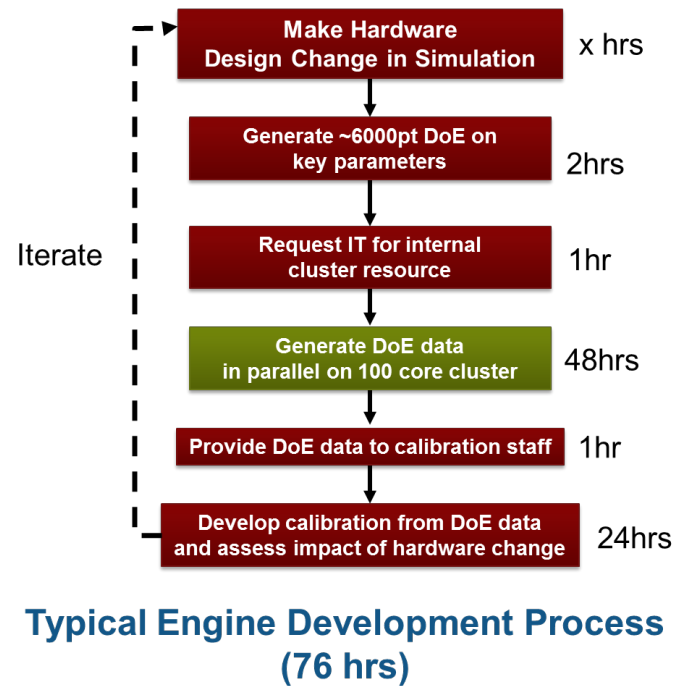 Make Hardware
Design Change in Simulation
x hrs
Generate ~6000pt DoE on
key parameters
2hrs
Iterate
Request IT for internal
cluster resource
1hr
Generate DoE data
in parallel on 100 core cluster
48hrs
Provide DoE data to calibration staff
1hr
Develop calibration from DoE data
and assess impact of hardware change
24hrs
Typical Engine Development Process
(76 hrs)